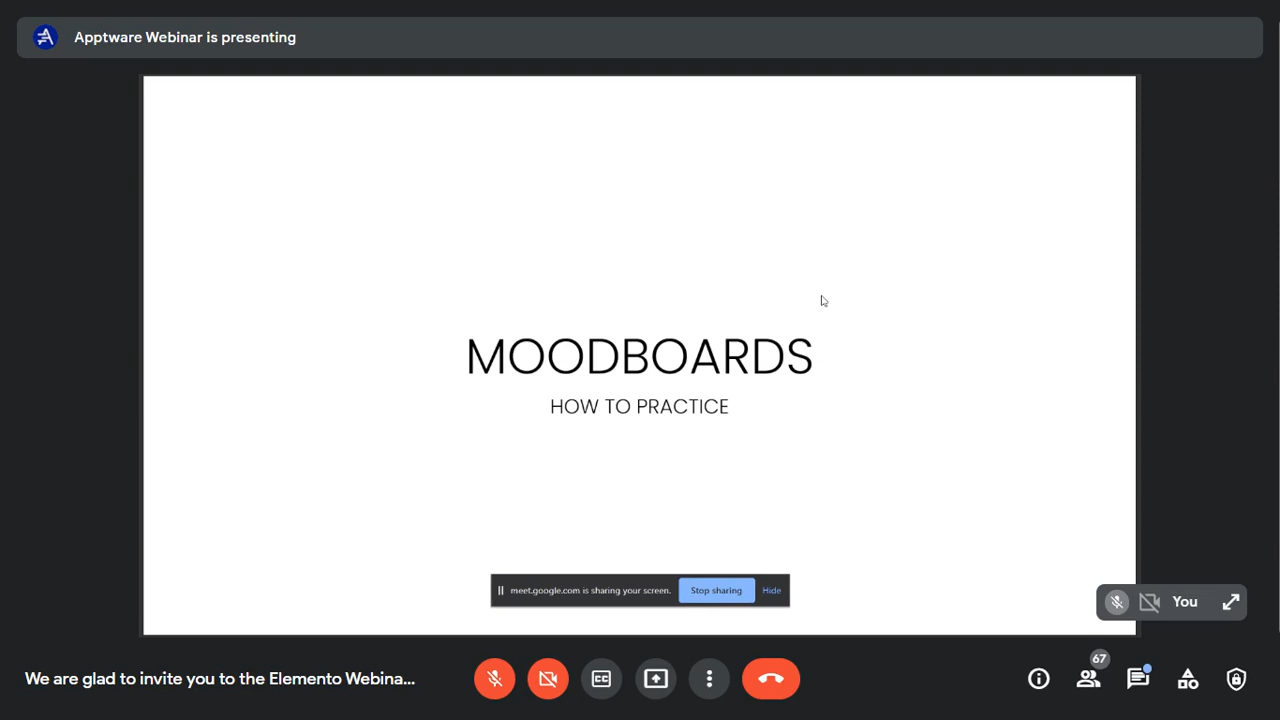 Apptware Webinar is presenting
MOODBOARDS
HOW TO PRACTICE
meet.google.com is sharing your screen. Stop sharing Hide
You
67
We are glad to invite you to the Elemento Webina...
CC